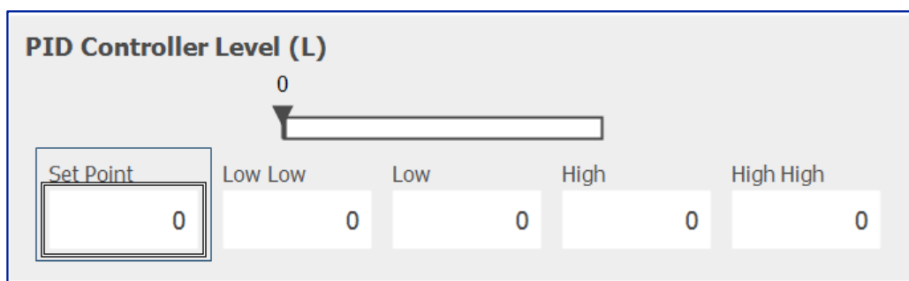 PID Controller Level (L)
0
Set Point Low Low Low High High High
0 0 0 0 0